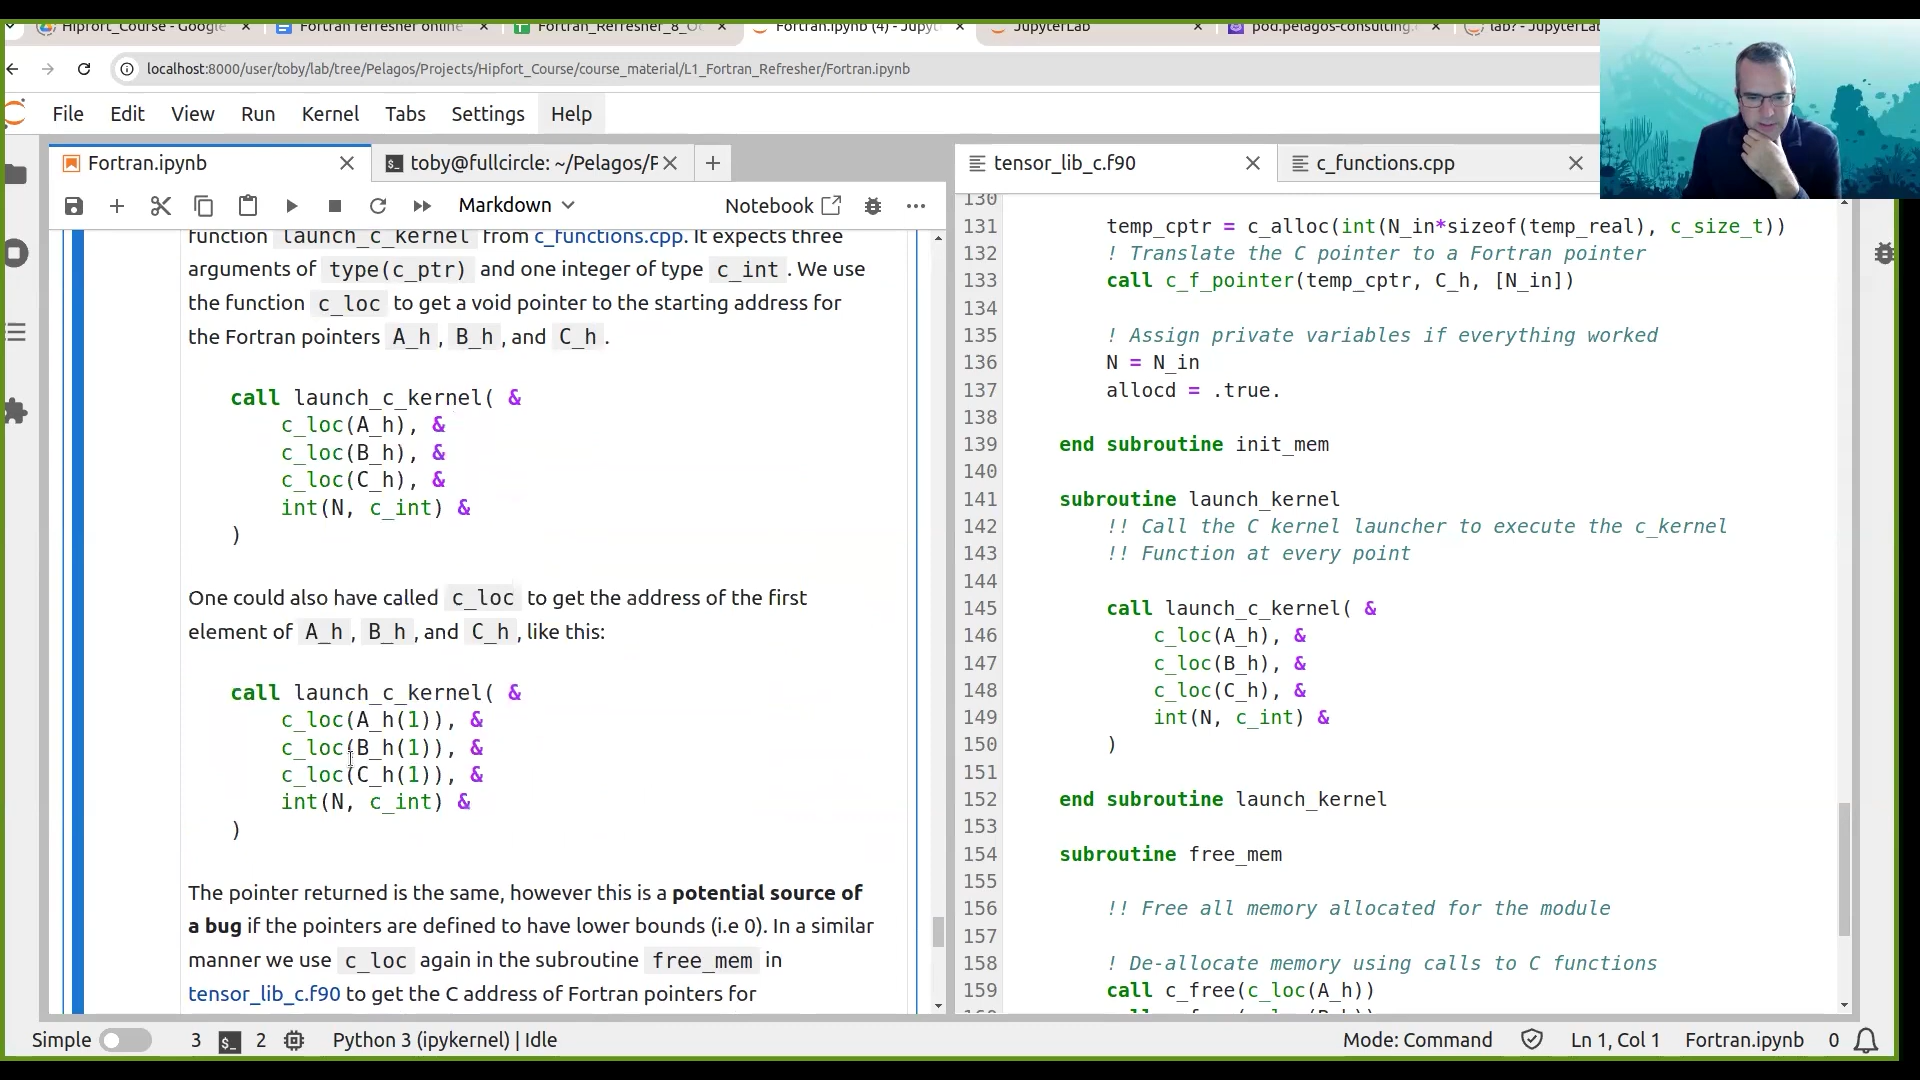 Hipfort_Course - Google
Fortran refresher online
Fortran_Refresher_8_O
Fortran.ipynb (4) - Jupyt
JupyterLab
pod.pelagos-consulting.
lab? - JupyterLa
localhost:8000/user/toby/lab/tree/Pelagos/Projects/Hipfort_Course/course_material/L1_Fortran_Refresher/Fortran.ipynb
File Edit View Run Kernel Tabs Settings Help
Fortran.ipynb
toby@fullcircle: ~/Pelagos/P
Markdown
Notebook
function launch_c_kernel from c_functions.cpp. It expects three
arguments of type(c_ptr) and one integer of type c_int. We use
the function c_loc to get a void pointer to the starting address for
the Fortran pointers A_h, B_h, and C_h.
call launch_c_kernel( &
c_loc(A_h), &
c_loc(B_h), &
c_loc(C_h), &
int(N, c_int) &
)
One could also have called c_loc to get the address of the first
element of A_h, B_h, and C_h, like this:
call launch_c_kernel( &
c_loc(A_h(1)), &
c_loc(B_h(1)), &
c_loc(C_h(1)), &
int(N, c_int) &
)
The pointer returned is the same, however this is a potential source of
a bug if the pointers are defined to have lower bounds (i.e 0). In a similar
manner we use c_loc again in the subroutine free_mem in
tensor_lib_c.f90 to get the C address of Fortran pointers for
tensor_lib_c.f90
c_functions.cpp
130
131 temp_cptr = c_alloc(int(N_in*sizeof(temp_real), c_size_t))
132 ! Translate the C pointer to a Fortran pointer
133 call c_f_pointer(temp_cptr, C_h, [N_in])
134
135 ! Assign private variables if everything worked
136 N = N_in
137 allocd = .true.
138
139 end subroutine init_mem
140
141 subroutine launch_kernel
142 !! Call the C kernel launcher to execute the c_kernel
143 !! Function at every point
144
145 call launch_c_kernel( &
146 c_loc(A_h), &
147 c_loc(B_h), &
148 c_loc(C_h), &
149 int(N, c_int) &
150 )
151
152 end subroutine launch_kernel
153
154 subroutine free_mem
155
156 !! Free all memory allocated for the module
157
158 ! De-allocate memory using calls to C functions
159 call c_free(c_loc(A_h))
Simple 3 2 Python 3 (ipykernel) | Idle
Mode: Command Ln 1, Col 1 Fortran.ipynb 0